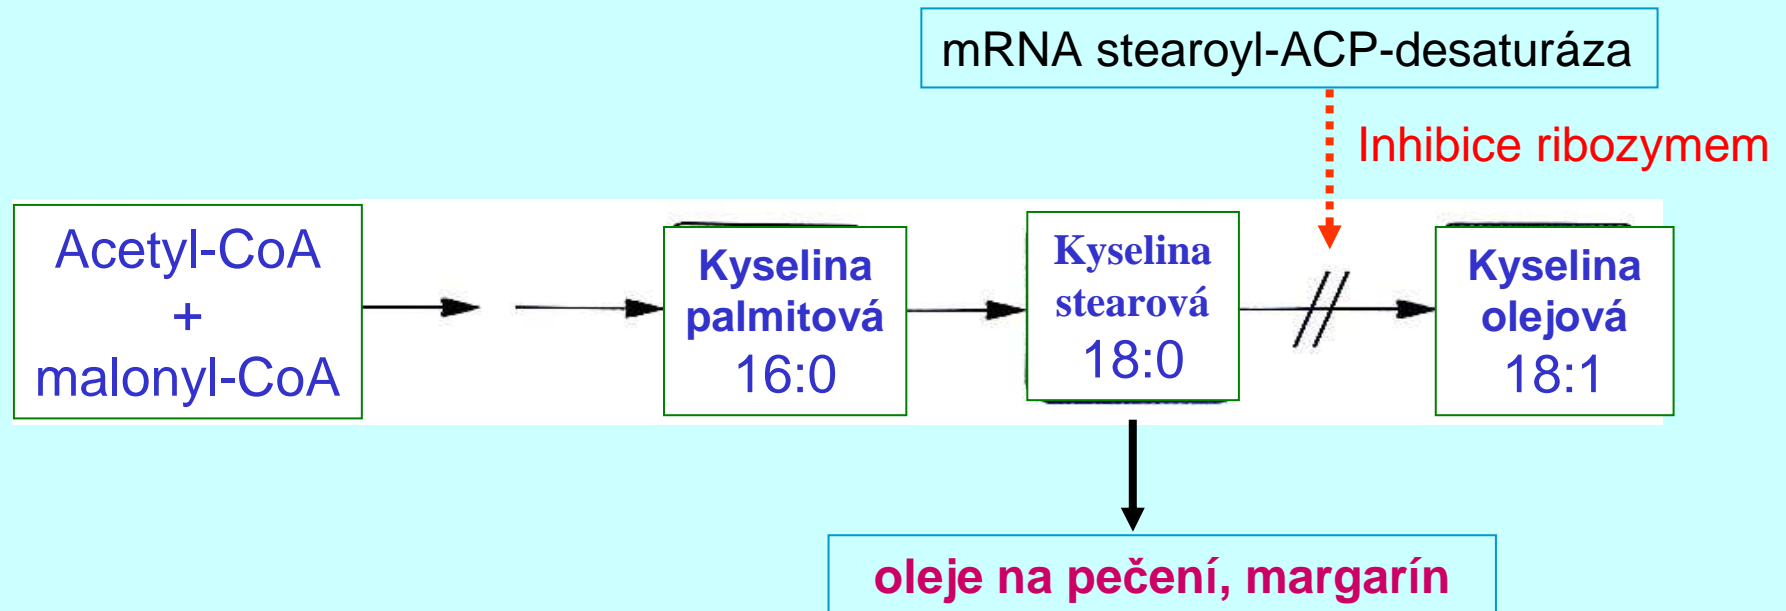 mRNA stearoyl-ACP-desaturáza
Inhibice ribozymem
Acetyl-CoA
+
malonyl-CoA
Kyselina
palmitová
16:0
Kyselina
stearová
18:0
Kyselina
olejová
18:1
oleje na pečení, margarín